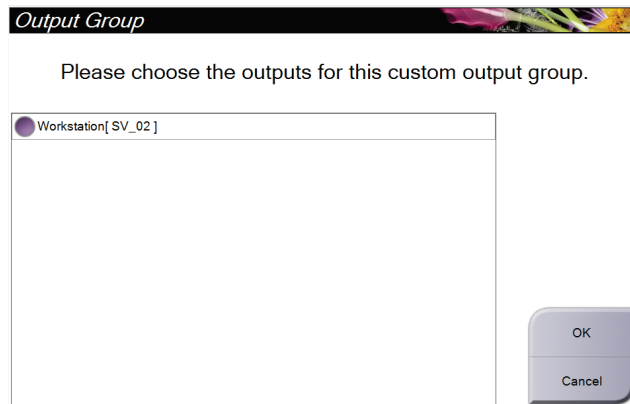 Output Group
Please choose the outputs for this custom output group.
Workstation[ SV_02 ]
OK
Cancel